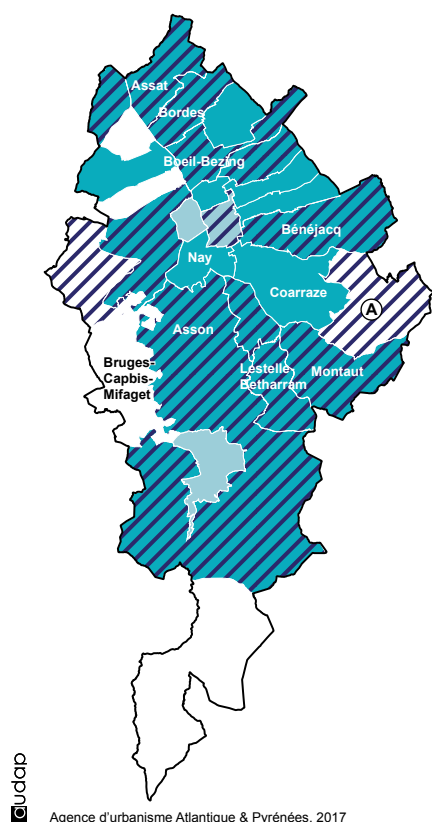 Assat
Bordes
Boeil-Bezing
Bénéjacq
Nay
Coarraze
A
Asson
Bruges-
Capbis-
Mifaget
Lestelle
Betharram
Montaut
audap
Agence d'urbanisme Atlantique & Pyrénées, 2017